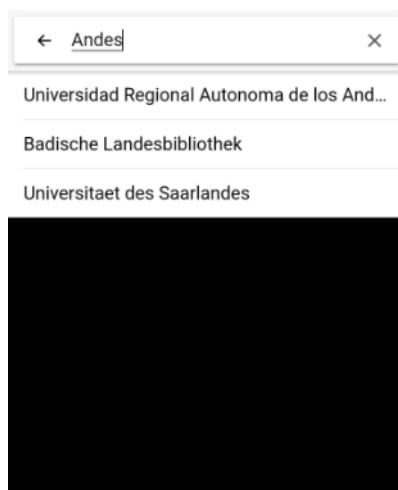 Andes
Universidad Regional Autonoma de los And...
Badische Landesbibliothek
Universitaet des Saarlandes